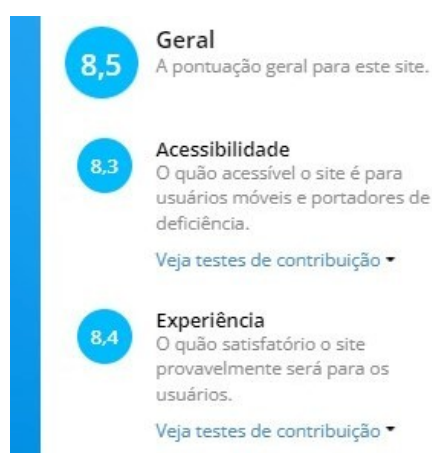 8,5
Geral
A pontuação geral para este site.
8,3
Acessibilidade
O quão acessível o site é para
usuários móveis e portadores de
deficiência.
Veja testes de contribuição
8,4
Experiência
O quão satisfatório o site
provavelmente será para os
usuários.
Veja testes de contribuição